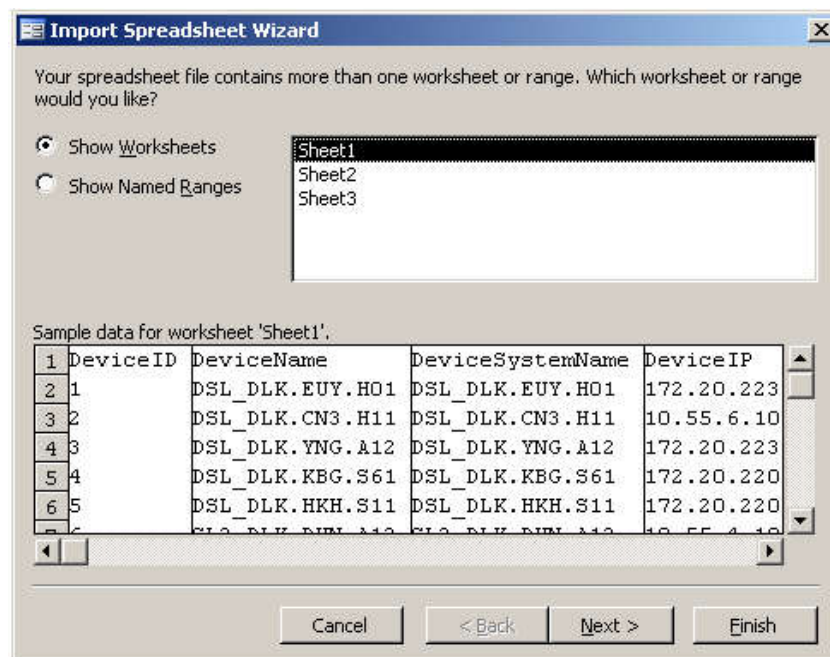 Import Spreadsheet Wizard
Your spreadsheet file contains more than one worksheet or range. Which worksheet or range
would you like?
Show Worksheets
Show Named Ranges
Sheet1
Sheet2
Sheet3
Sample data for worksheet 'Sheet1'.
1 DeviceID DeviceName DeviceSystemName DeviceIP
2 1 DSL_DLK.EUY.H01 DSL_DLK.EUY.H01 172.20.223
3 2 DSL_DLK.CN3.H11 DSL_DLK.CN3.H11 10.55.6.10
4 3 DSL_DLK.YNG.A12 DSL_DLK.YNG.A12 172.20.223
5 4 DSL_DLK.KBG.S61 DSL_DLK.KBG.S61 172.20.220
6 5 DSL_DLK.HKH.S11 DSL_DLK.HKH.S11 172.20.220
Cancel < Back Next > Finish